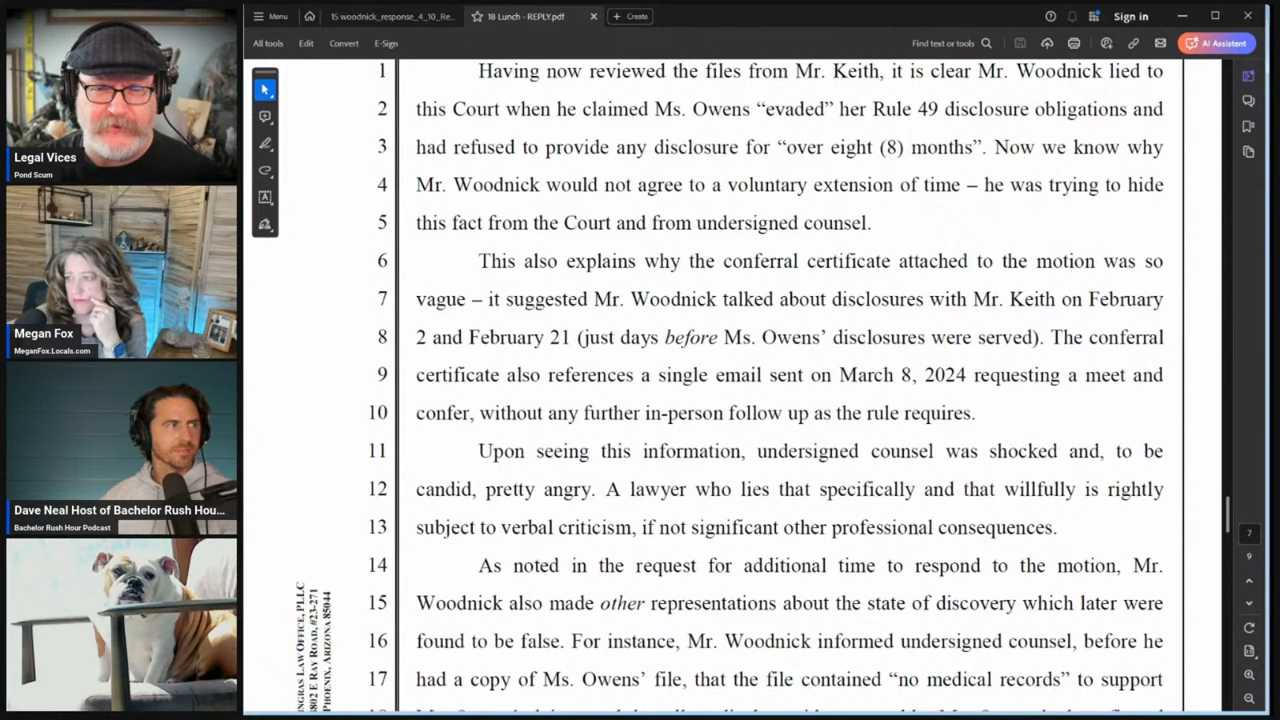 Legal Vices
Pond Scum
Megan Fox
MeganFox.Locals.com
Dave Neal Host of Bachelor Rush Hou...
Bachelor Rush Hour Podcast
Menu
15 woodnick_response_4_10_Re...
18 Lunch - REPLY.pdf
Create
Sign in
All tools
Edit
Convert
E-Sign
Find text or tools
AI Assistant
1 Having now reviewed the files from Mr. Keith, it is clear Mr. Woodnick lied to
2 this Court when he claimed Ms. Owens “evaded” her Rule 49 disclosure obligations and
3 had refused to provide any disclosure for “over eight (8) months”. Now we know why
4 Mr. Woodnick would not agree to a voluntary extension of time – he was trying to hide
5 this fact from the Court and from undersigned counsel.
6 This also explains why the conferral certificate attached to the motion was so
7 vague – it suggested Mr. Woodnick talked about disclosures with Mr. Keith on February
8 2 and February 21 (just days before Ms. Owens’ disclosures were served). The conferral
9 certificate also references a single email sent on March 8, 2024 requesting a meet and
10 confer, without any further in-person follow up as the rule requires.
11 Upon seeing this information, undersigned counsel was shocked and, to be
12 candid, pretty angry. A lawyer who lies that specifically and that willfully is rightly
13 subject to verbal criticism, if not significant other professional consequences.
14 As noted in the request for additional time to respond to the motion, Mr.
15 Woodnick also made other representations about the state of discovery which later were
16 found to be false. For instance, Mr. Woodnick informed undersigned counsel, before he
17 had a copy of Ms. Owens’ file, that the file contained “no medical records” to support
NGRAS LAW OFFICE, PLLC
802 E RAY ROAD, #23-271
PHOENIX, ARIZONA 85044
7
9